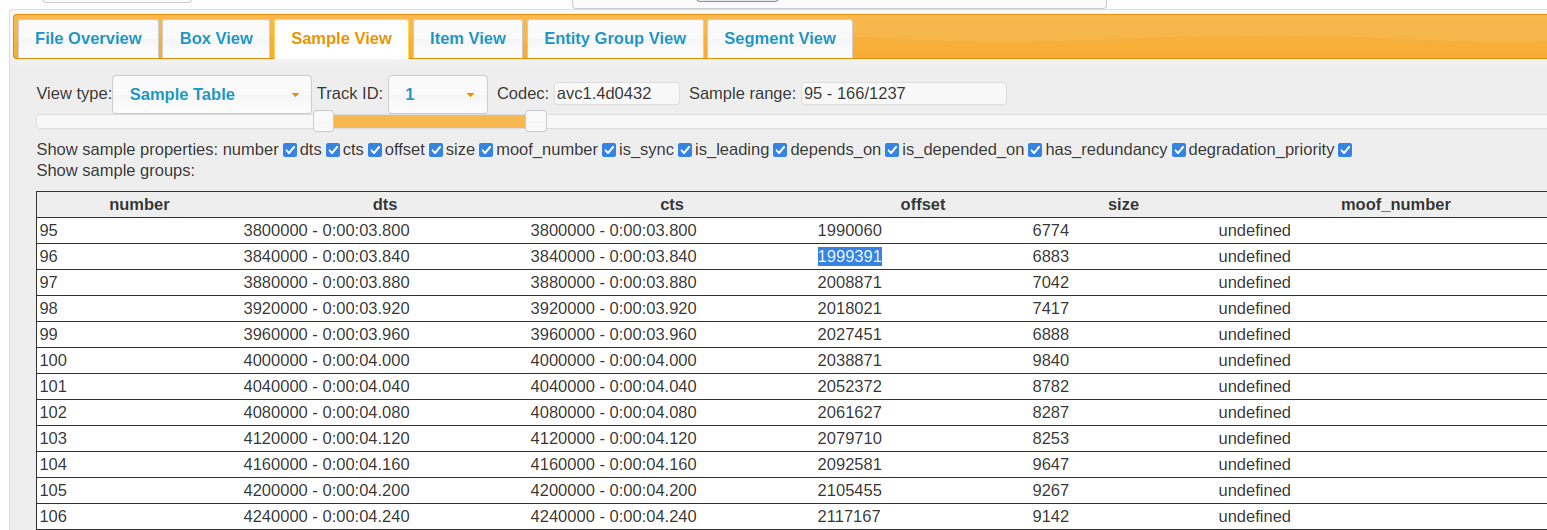 File Overview Box View Sample View Item View Entity Group View Segment View
View type: Sample Table Track ID: 1 Codec: avc1.4d0432 Sample range: 95 - 166/1237
Show sample properties: number dts cts offset size moof_number is_sync is_leading depends_on is_depended_on has_redundancy degradation_priority
Show sample groups:
number dts cts offset size moof_number
95 3800000 - 0:00:03.800 3800000 - 0:00:03.800 1990060 6774 undefined
96 3840000 - 0:00:03.840 3840000 - 0:00:03.840 1999391 6883 undefined
97 3880000 - 0:00:03.880 3880000 - 0:00:03.880 2008871 7042 undefined
98 3920000 - 0:00:03.920 3920000 - 0:00:03.920 2018021 7417 undefined
99 3960000 - 0:00:03.960 3960000 - 0:00:03.960 2027451 6888 undefined
100 4000000 - 0:00:04.000 4000000 - 0:00:04.000 2038871 9840 undefined
101 4040000 - 0:00:04.040 4040000 - 0:00:04.040 2052372 8782 undefined
102 4080000 - 0:00:04.080 4080000 - 0:00:04.080 2061627 8287 undefined
103 4120000 - 0:00:04.120 4120000 - 0:00:04.120 2079710 8253 undefined
104 4160000 - 0:00:04.160 4160000 - 0:00:04.160 2092581 9647 undefined
105 4200000 - 0:00:04.200 4200000 - 0:00:04.200 2105455 9267 undefined
106 4240000 - 0:00:04.240 4240000 - 0:00:04.240 2117167 9142 undefined